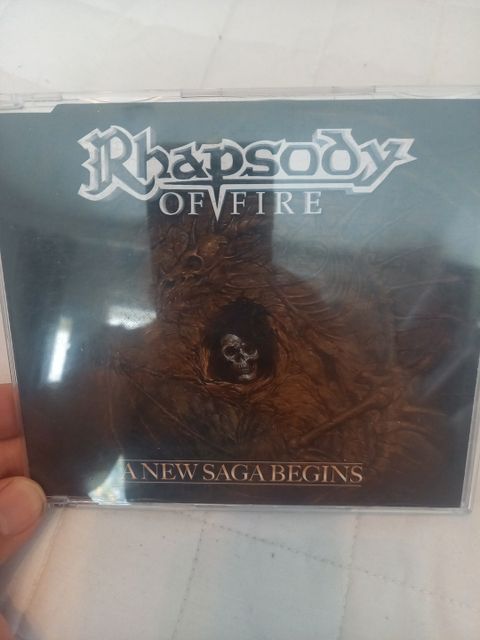 Rhapsody
OF FIRE
A NEW SAGA BEGINS